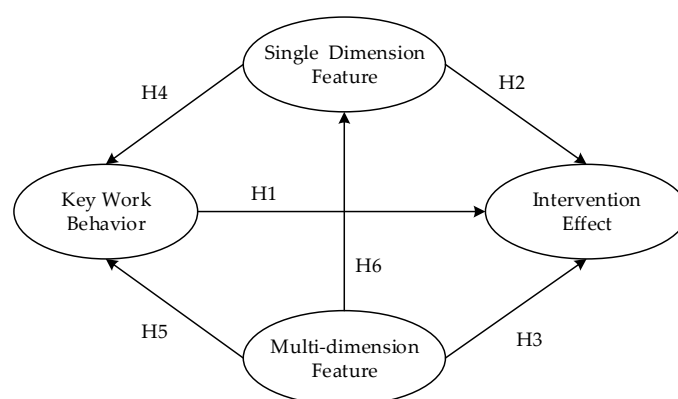 Single Dimension
Feature
H4
H2
Key Work
Behavior
H1
Intervention
Effect
H6
H5
H3
Multi-dimension
Feature